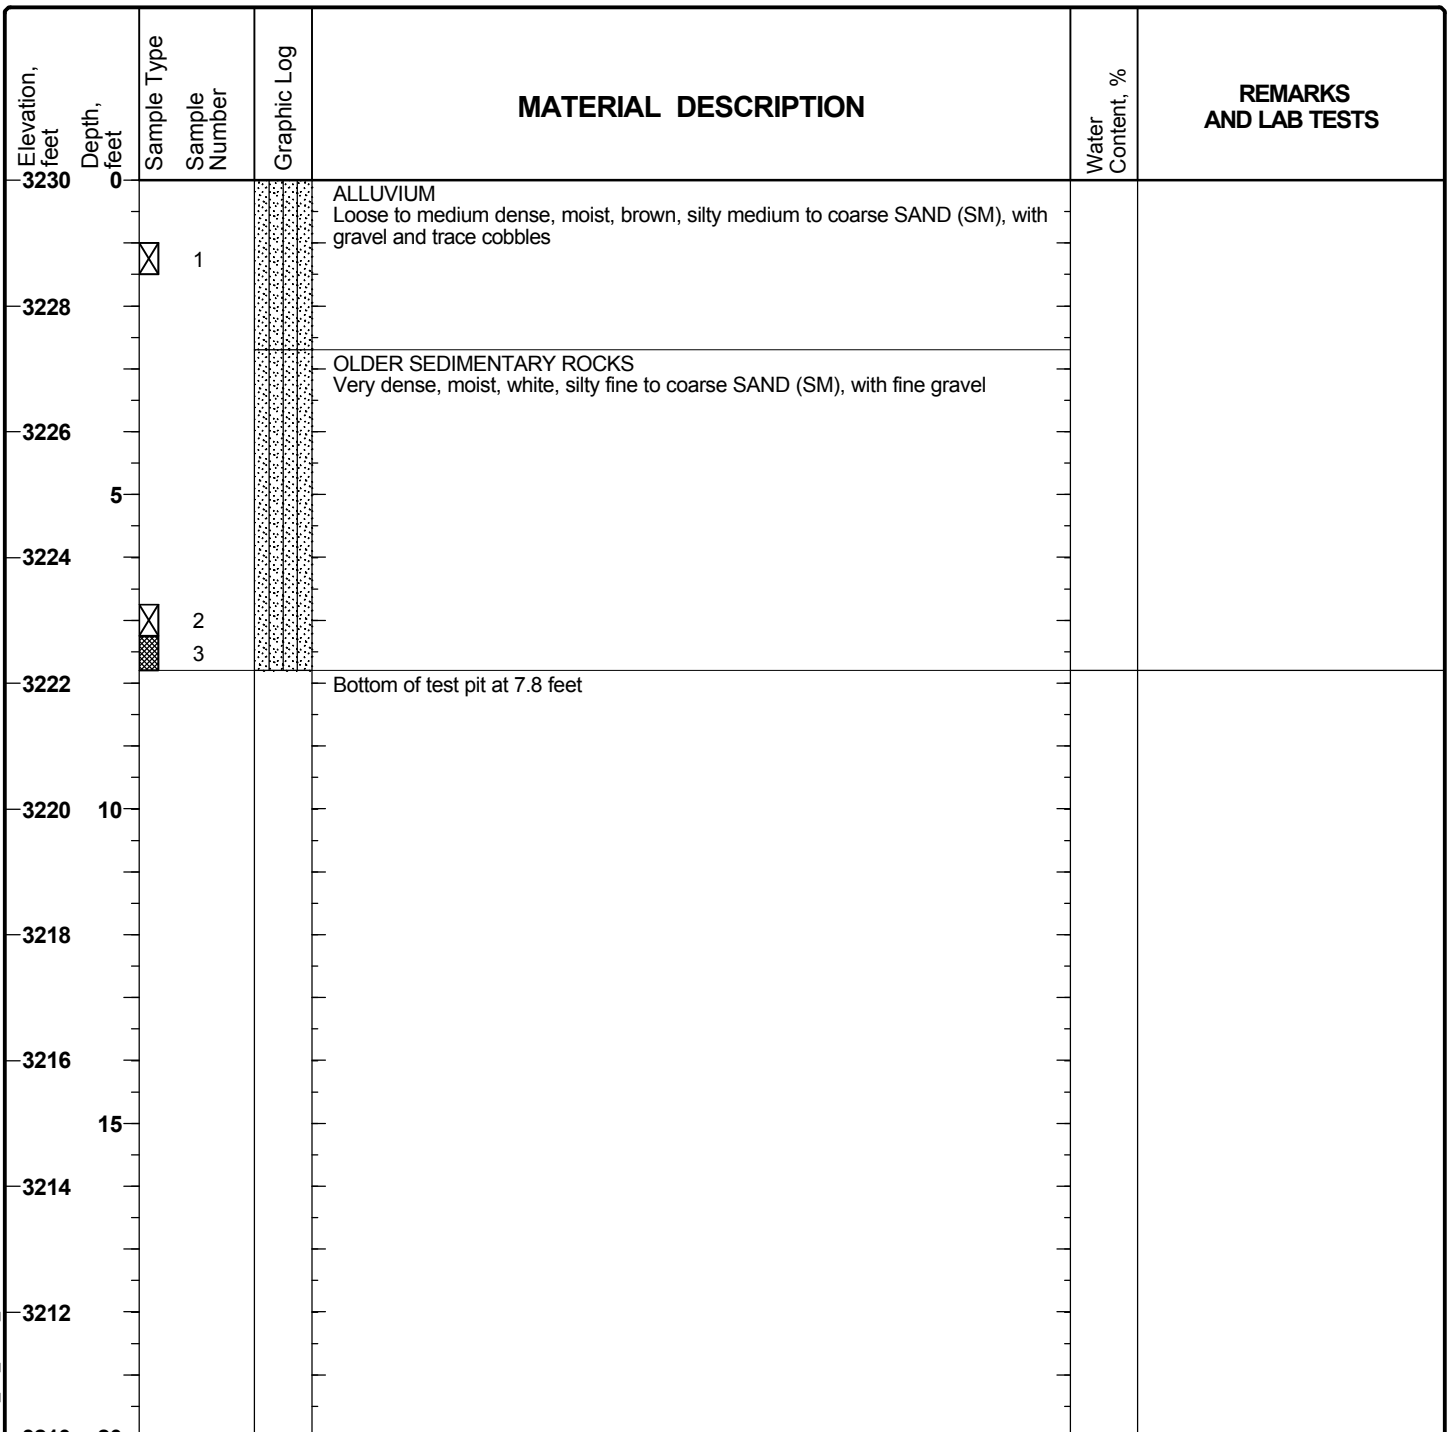 Elevation,
feet
Depth,
feet
Sample Type
Sample
Number
Graphic Log
MATERIAL DESCRIPTION
Water
Content, %
REMARKS
AND LAB TESTS
3230 0
ALLUVIUM
Loose to medium dense, moist, brown, silty medium to coarse SAND (SM), with
gravel and trace cobbles
1
3228
OLDER SEDIMENTARY ROCKS
Very dense, moist, white, silty fine to coarse SAND (SM), with fine gravel
3226
5
3224
2
3
3222
Bottom of test pit at 7.8 feet
3220 10
3218
3216
15
3214
3212